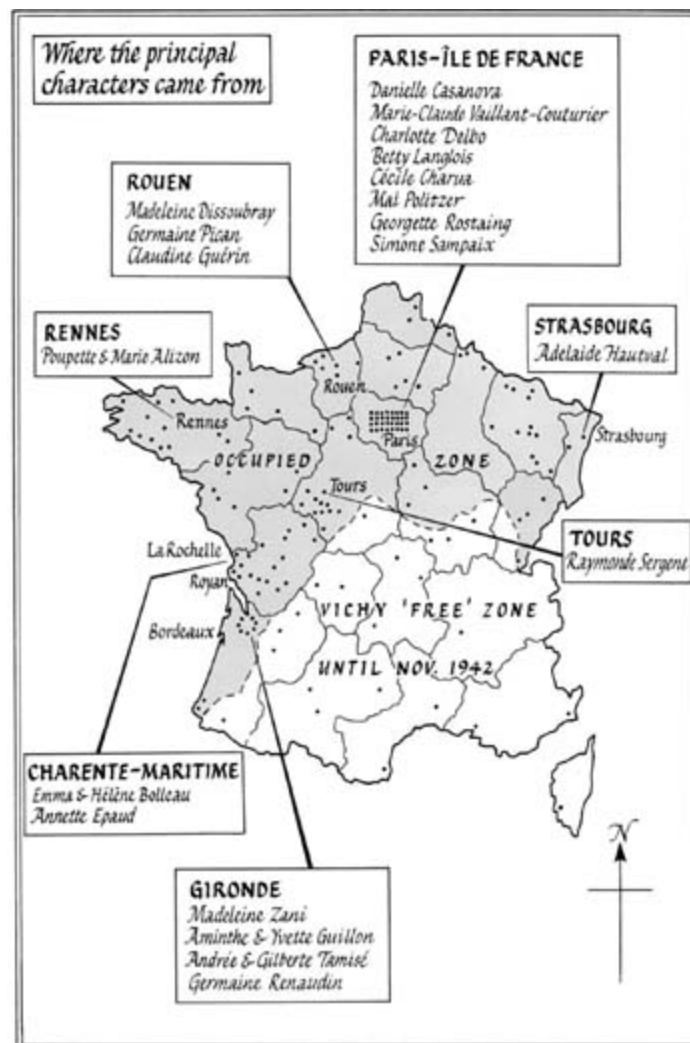 Where the principal
characters came from
PARIS-ÎLE DE FRANCE
Danielle Casanova
Marie-Claude Vaillant-Couturier
Charlotte Delbo
Betty Langlois
Cécile Charua
Maï Politzer
Georgette Rostaing
Simone Sampaix
ROUEN
Madeleine Dissoubray
Germaine Pican
Claudine Guérin
RENNES
Poupette & Marie Alizon
STRASBOURG
Adelaïde Hautval
Rouen
Rennes
Paris
Strasbourg
OCCUPIED ZONE
Tours
TOURS
Raymonde Sergent
La Rochelle
Royan
Bordeaux
VICHY 'FREE' ZONE
UNTIL NOV. 1942
CHARENTE-MARITIME
Emma & Hélène Bolleau
Annette Epaud
N
GIRONDE
Madeleine Zani
Aminthe & Yvette Guillon
Andrée & Gilberte Tamisé
Germaine Renaudin